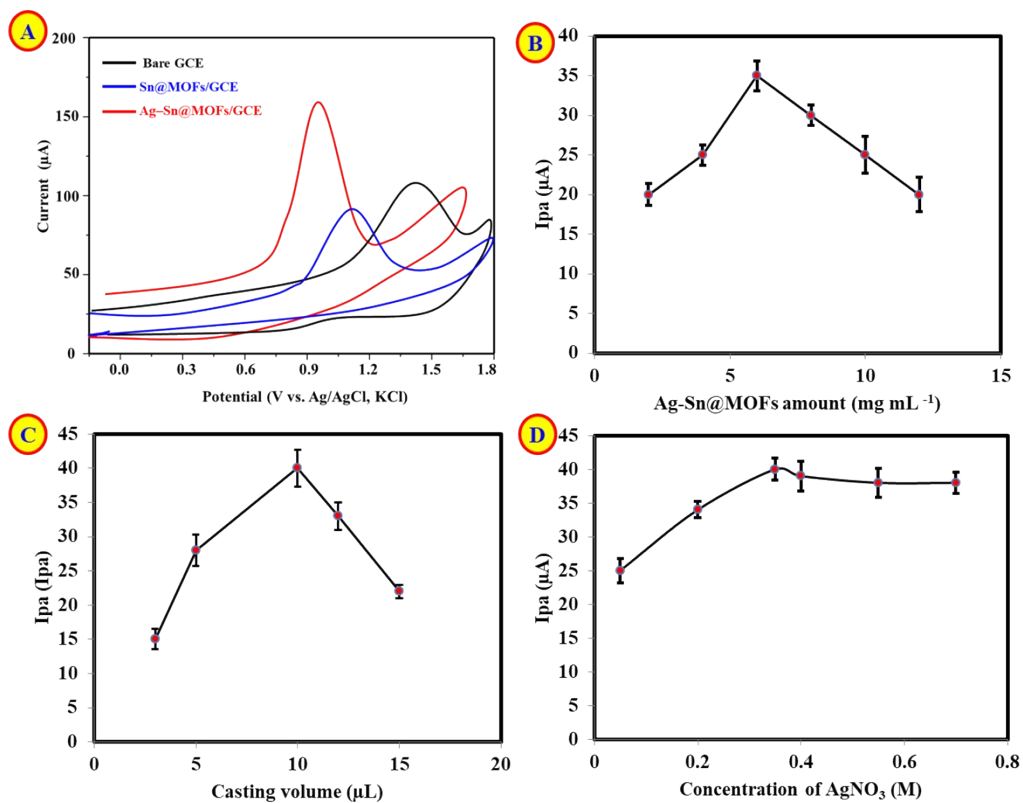 A
200
150
100
50
0
Current (µA)
Bare GCE
Sn@MOFs/GCE
Ag–Sn@MOFs/GCE
0.0 0.3 0.6 0.9 1.2 1.5 1.8
Potential (V vs. Ag/AgCl, KCl)
B
40
35
30
25
20
15
10
5
0
Ipa (µA)
0 5 10 15
Ag-Sn@MOFs amount (mg mL -1)
C
45
40
35
30
25
20
15
10
5
0
Ipa (Ipa)
0 5 10 15 20
Casting volume (µL)
D
45
40
35
30
25
20
15
10
5
0
Ipa (µA)
0 0.2 0.4 0.6 0.8
Concentration of AgNO3 (M)